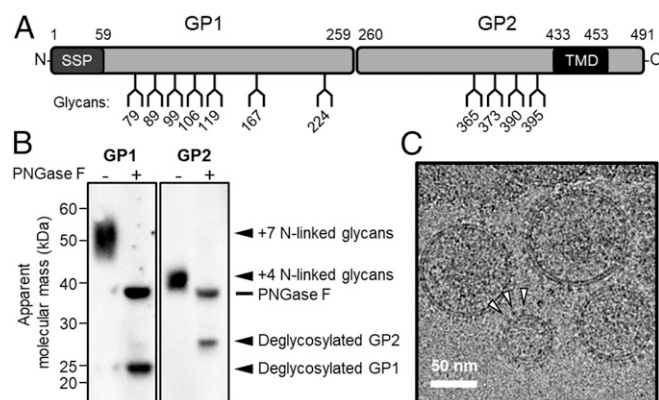 A
GP1 GP2
1 59 259 260 433 453 491
N- SSP TMD -C
Glycans: 79 89 99 106 119 167 224 365 373 390 395
B
GP1 GP2
PNGase F - + - +
Apparent molecular mass (kDa)
60
50
40
30
25
20
+7 N-linked glycans
+4 N-linked glycans
PNGase F
Deglycosylated GP2
Deglycosylated GP1
C
50 nm